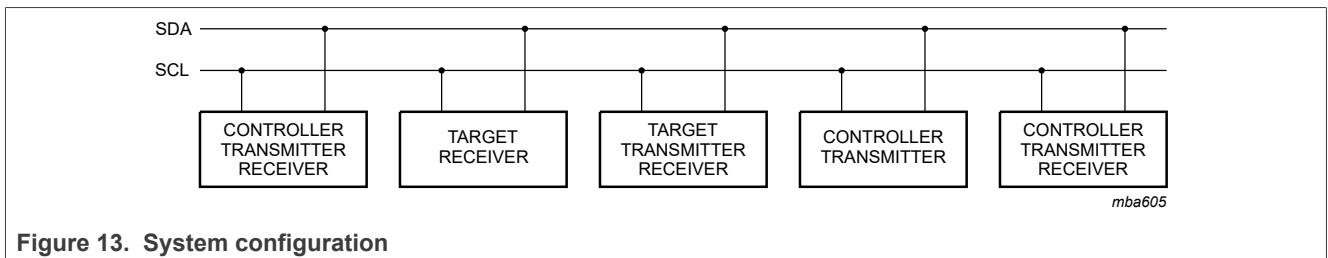 SDA
SCL
CONTROLLER
TRANSMITTER
RECEIVER
TARGET
RECEIVER
TARGET
TRANSMITTER
RECEIVER
CONTROLLER
TRANSMITTER
CONTROLLER
TRANSMITTER
RECEIVER
mba605
Figure 13. System configuration